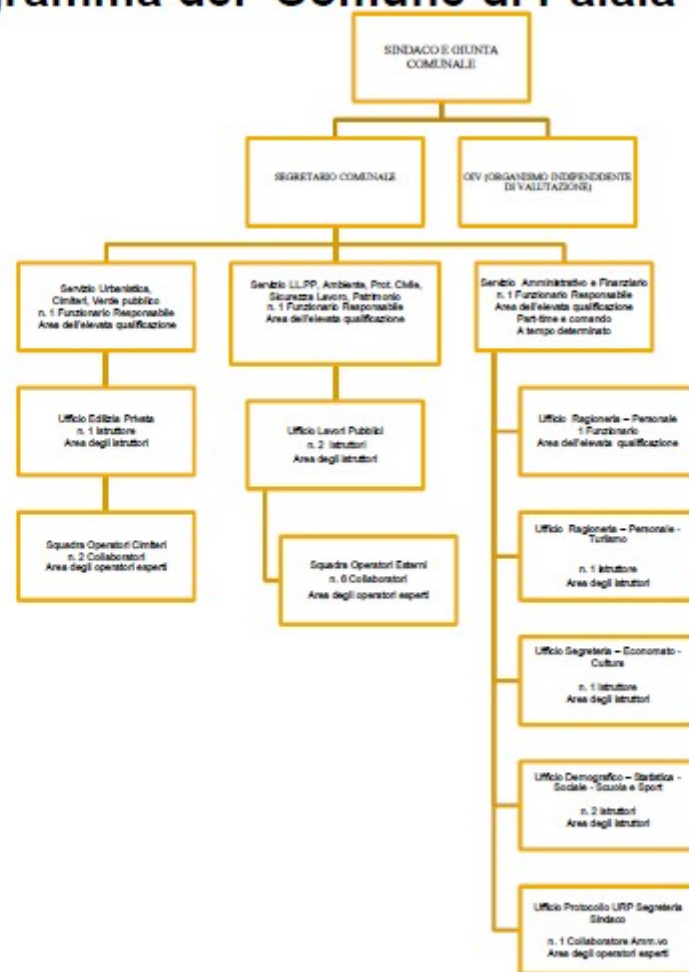 gramma del Comune di Palaia
SINDACO E GIUNTA
COMUNALE
SEGRETARIO COMUNALE
OIV (ORGANISMO INDIPENDENTE
DI VALUTAZIONE)
Servizio Urbanistica,
Cimiteri, Verde pubblico
n. 1 Funzionario Responsabile
Area dell'elevata qualificazione
Servizio LL.PP, Ambiente, Prot. Civile,
Sicurezza Lavoro, Patrimonio
n. 1 Funzionario Responsabile
Area dell'elevata qualificazione
Servizio Amministrativo e Finanziario
n. 1 Funzionario Responsabile
Area dell'elevata qualificazione
Part-time e comando
A tempo determinato
Ufficio Edilizia Privata
n. 1 Istruttore
Area degli istruttori
Ufficio Lavori Pubblici
n. 2 Istruttori
Area degli istruttori
Ufficio Ragioneria – Personale
1 Funzionario
Area dell'elevata qualificazione
Squadra Operatori Cimiteri
n. 2 Collaboratori
Area degli operatori esperti
Squadra Operatori Esterni
n. 6 Collaboratori
Area degli operatori esperti
Ufficio Ragioneria – Personale -
Turismo
n. 1 Istruttore
Area degli istruttori
Ufficio Segreteria – Economato -
Cultura
n. 1 Istruttore
Area degli istruttori
Ufficio Demografico – Statistica -
Sociale - Scuola e Sport
n. 2 Istruttori
Area degli istruttori
Ufficio Protocollo URP Segreteria
Sindaco
n. 1 Collaboratore Amm.vo
Area degli operatori esperti